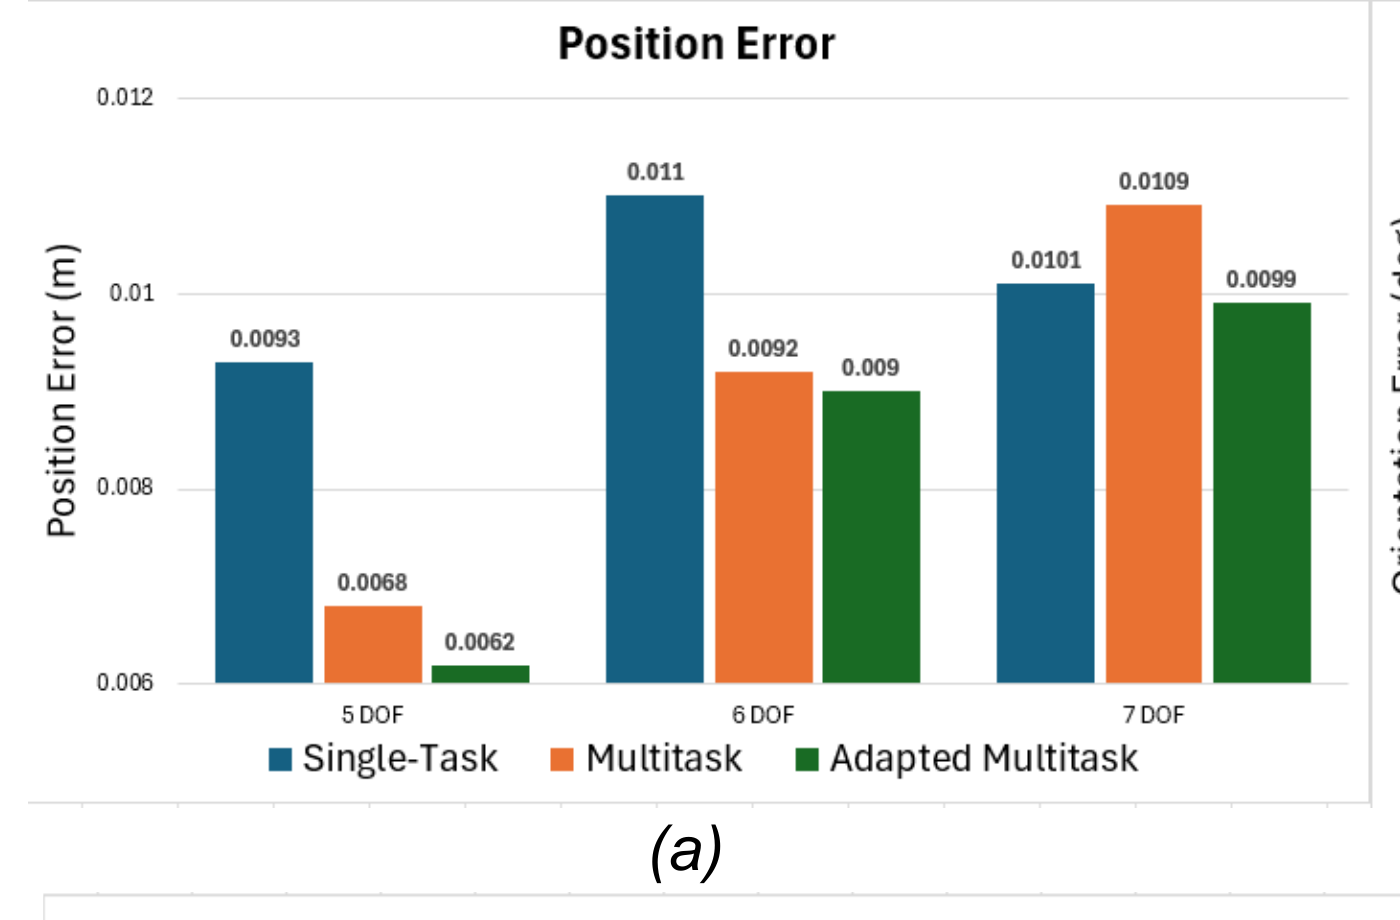 Position Error
0.012
0.01
0.008
0.006
Position Error (m)
0.0093
0.0068
0.0062
0.011
0.0092
0.009
0.0101
0.0109
0.0099
5 DOF
6 DOF
7 DOF
Single-Task
Multitask
Adapted Multitask
(a)